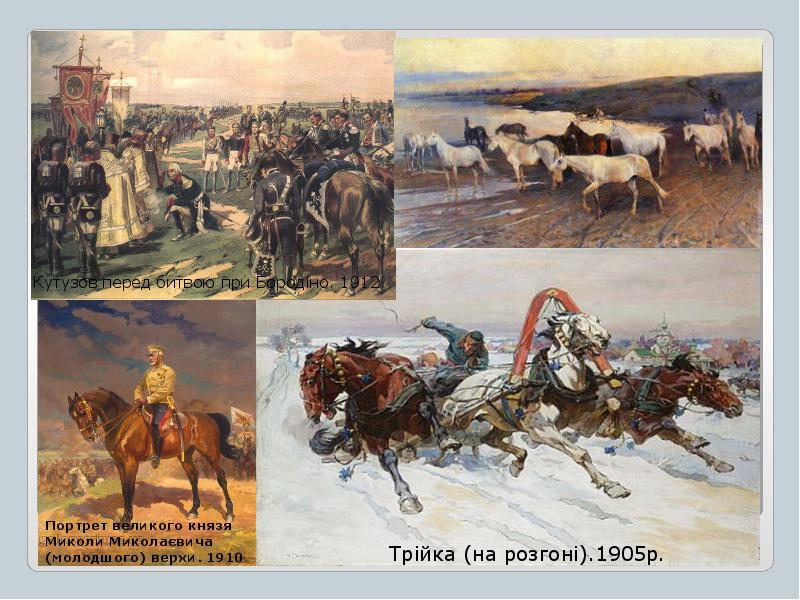 Кутузов перед битвою при Бородіно. 1912
Портрет великого князя
Миколи Миколаєвича
(молодшого) верхи. 1910
Трійка (на розгоні).1905р.